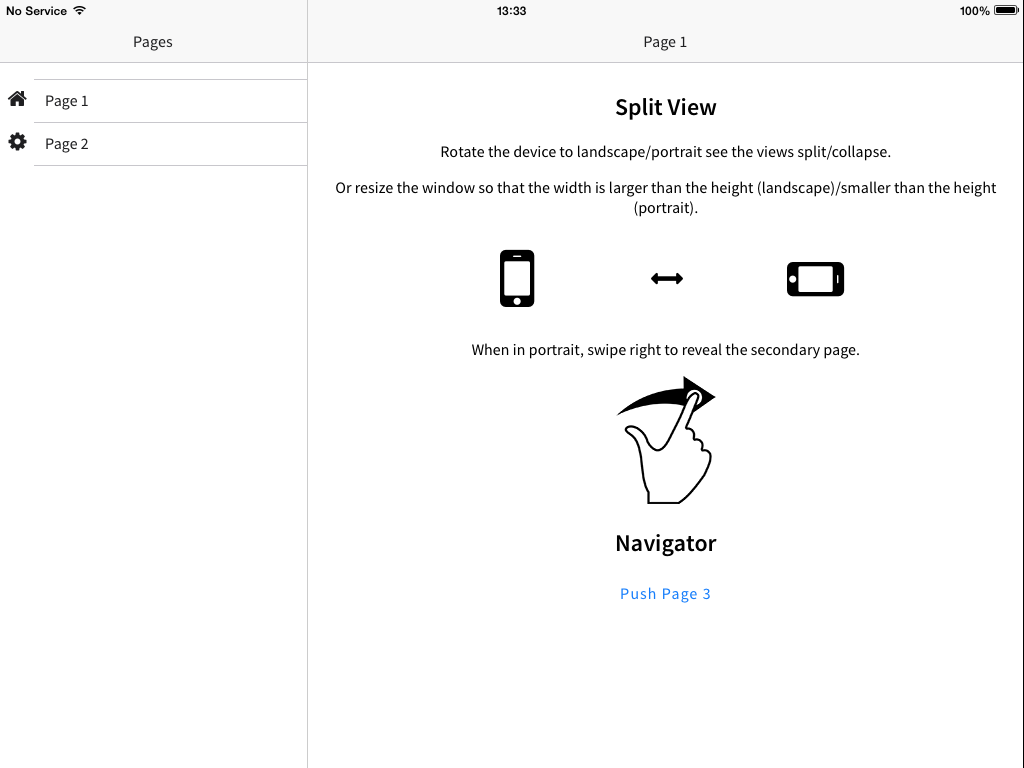 No Service
13:33
100%
Pages
Page 1
Page 1
Page 2
Split View
Rotate the device to landscape/portrait see the views split/collapse.
Or resize the window so that the width is larger than the height (landscape)/smaller than the height
(portrait).
When in portrait, swipe right to reveal the secondary page.
Navigator
Push Page 3